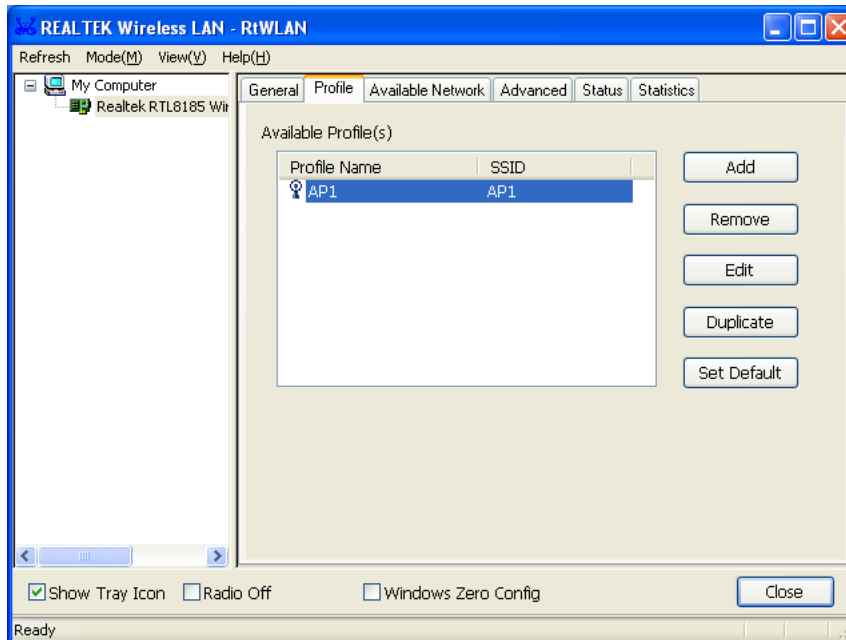 REALTEK Wireless LAN - RtWLAN
Refresh Mode(M) View(V) Help(H)
My Computer
Realtek RTL8185 Wir
General Profile Available Network Advanced Status Statistics
Available Profile(s)
Profile Name SSID
AP1 AP1
Add
Remove
Edit
Duplicate
Set Default
Show Tray Icon Radio Off Windows Zero Config Close
Ready